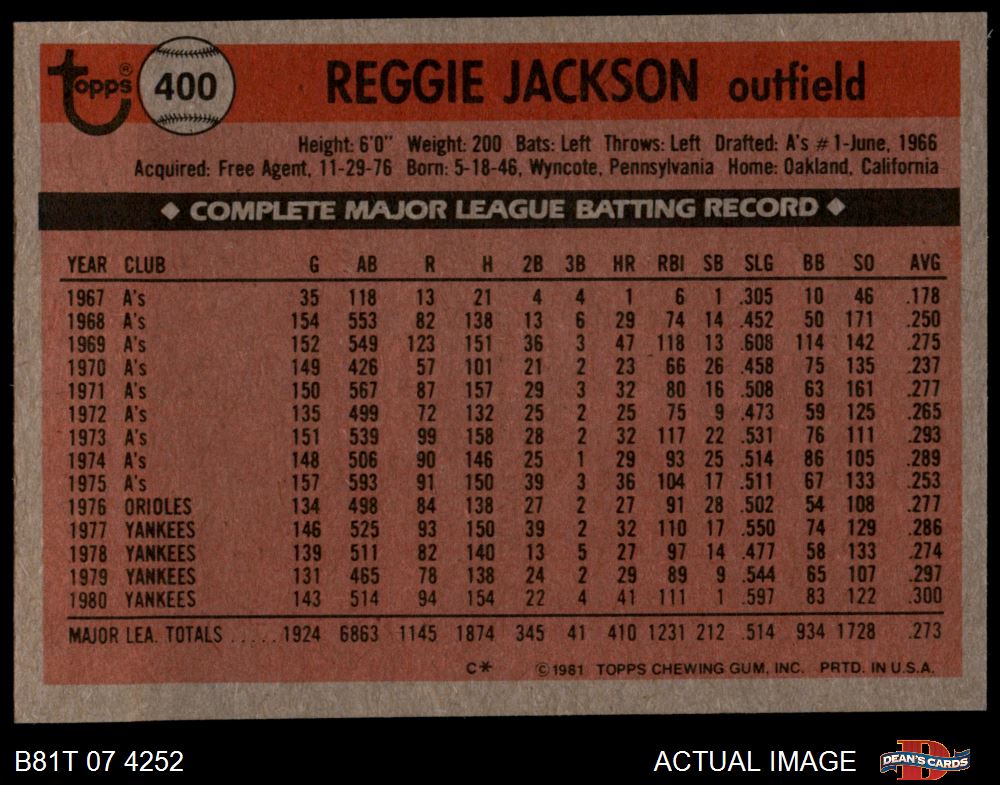 topps® 400 REGGIE JACKSON outfield
Height: 6'0" Weight: 200 Bats: Left Throws: Left Drafted: A's #1-June, 1966
Acquired: Free Agent, 11-29-76 Born: 5-18-46, Wyncote, Pennsylvania Home: Oakland, California
◆ COMPLETE MAJOR LEAGUE BATTING RECORD ◆
YEAR CLUB G AB R H 2B 3B HR RBI SB SLG BB SO AVG
1967 A's 35 118 13 21 4 4 1 6 1 .305 10 46 .178
1968 A's 154 553 82 138 13 6 29 74 14 .452 50 171 .250
1969 A's 152 549 123 151 36 3 47 118 13 .608 114 142 .275
1970 A's 149 426 57 101 21 2 23 66 26 .458 75 135 .237
1971 A's 150 567 87 157 29 3 32 80 16 .508 63 161 .277
1972 A's 135 499 72 132 25 2 25 75 9 .473 59 125 .265
1973 A's 151 539 99 158 28 2 32 117 22 .531 76 111 .293
1974 A's 148 506 90 146 25 1 29 93 25 .514 86 105 .289
1975 A's 157 593 91 150 39 3 36 104 17 .511 67 133 .253
1976 ORIOLES 134 498 84 138 27 2 27 91 28 .502 54 108 .277
1977 YANKEES 146 525 93 150 39 2 32 110 17 .550 74 129 .286
1978 YANKEES 139 511 82 140 13 5 27 97 14 .477 58 133 .274
1979 YANKEES 131 465 78 138 24 2 29 89 9 .544 65 107 .297
1980 YANKEES 143 514 94 154 22 4 41 111 1 .597 83 122 .300
MAJOR LEA. TOTALS ..... 1924 6863 1145 1874 345 41 410 1231 212 .514 934 1728 .273
C* ©1981 TOPPS CHEWING GUM, INC. PRTD. IN U.S.A.
B81T 07 4252 ACTUAL IMAGE D DEAN'S CARDS